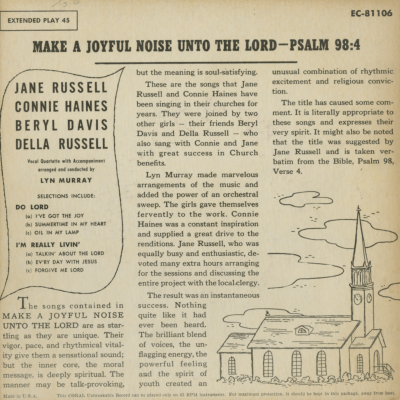 EXTENDED PLAY 45
EC-81106
MAKE A JOYFUL NOISE UNTO THE LORD—PSALM 98:4
JANE RUSSELL
CONNIE HAINES
BERYL DAVIS
DELLA RUSSELL
Vocal Quartette with Accompaniment
arranged and conducted by
LYN MURRAY
SELECTIONS INCLUDE:
DO LORD
(a) I'VE GOT THE JOY
(b) SUMMERTIME IN MY HEART
(c) OIL IN MY LAMP
I'M REALLY LIVIN'
(a) TALKIN' ABOUT THE LORD
(b) EV'RY DAY WITH JESUS
(c) FORGIVE ME LORD
The songs contained in
MAKE A JOYFUL NOISE
UNTO THE LORD are as star-
tling as they are unique. Their
vigor, pace, and rhythmical vital-
ity give them a sensational sound;
but the inner core, the moral
message, is deeply spiritual. The
manner may be talk-provoking,
but the meaning is soul-satisfying.
These are the songs that Jane
Russell and Connie Haines have
been singing in their churches for
years. They were joined by two
other girls – their friends Beryl
Davis and Della Russell – who
also sang with Connie and Jane
with great success in Church
benefits.
Lyn Murray made marvelous
arrangements of the music and
added the power of an orchestral
sweep. The girls gave themselves
fervently to the work. Connie
Haines was a constant inspiration
and supplied a great drive to the
renditions. Jane Russell, who was
equally busy and enthusiastic, de-
voted many extra hours arranging
for the sessions and discussing the
entire project with the local clergy.
The result was an instantaneous
success. Nothing
quite like it had
ever been heard.
The brilliant blend
of voices, the un-
flagging energy, the
powerful feeling
and the spirit of
youth created an
unusual combination of rhythmic
excitement and religious convic-
tion.
The title has caused some com-
ment. It is literally appropriate to
these songs and expresses their
very spirit. It might also be noted
that the title was suggested by
Jane Russell and is taken ver-
batim from the Bible, Psalm 98,
Verse 4.
Made in U.S.A.